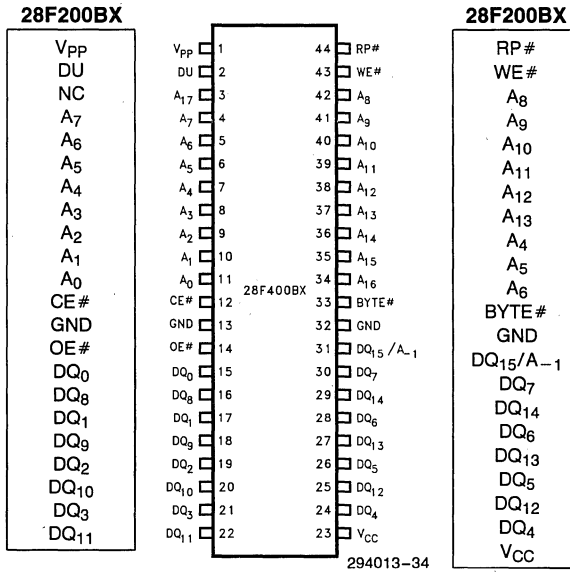 28F200BX
V_PP
DU
NC
A7
A6
A5
A4
A3
A2
A1
A0
CE#
GND
OE#
DQ0
DQ8
DQ1
DQ9
DQ2
DQ10
DQ3
DQ11
V_PP 1
DU 2
A17 3
A7 4
A6 5
A5 6
A4 7
A3 8
A2 9
A1 10
A0 11
CE# 12
GND 13
OE# 14
DQ0 15
DQ8 16
DQ1 17
DQ9 18
DQ2 19
DQ10 20
DQ3 21
DQ11 22
28F400BX
44 RP#
43 WE#
42 A8
41 A9
40 A10
39 A11
38 A12
37 A13
36 A14
35 A15
34 A16
33 BYTE#
32 GND
31 DQ15/A−1
30 DQ7
29 DQ14
28 DQ6
27 DQ13
26 DQ5
25 DQ12
24 DQ4
23 VCC
294013–34
28F200BX
RP#
WE#
A8
A9
A10
A11
A12
A13
A4
A5
A6
BYTE#
GND
DQ15/A−1
DQ7
DQ14
DQ6
DQ13
DQ5
DQ12
DQ4
VCC